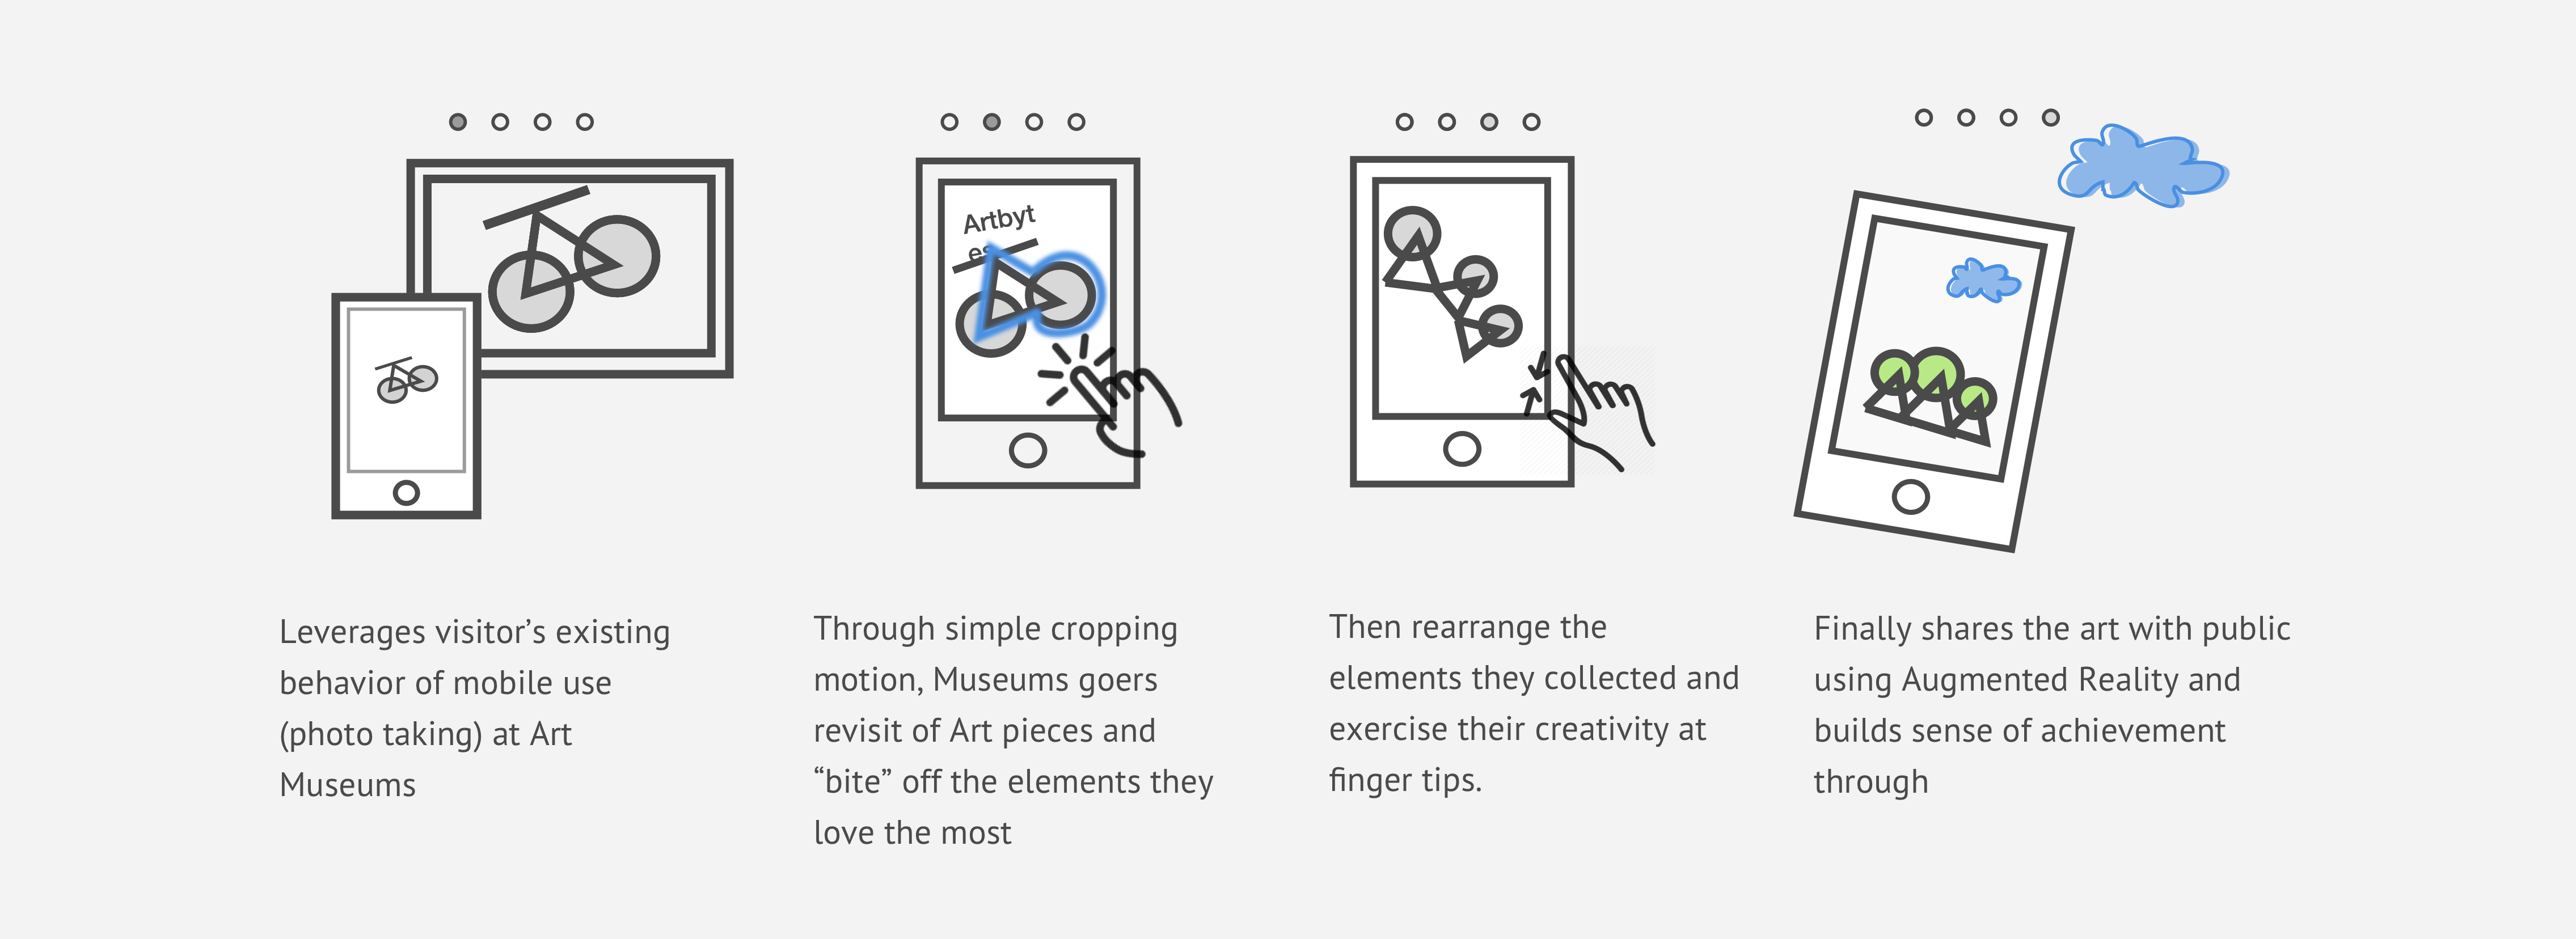 Artbyt
es
Leverages visitor’s existing
behavior of mobile use
(photo taking) at Art
Museums
Through simple cropping
motion, Museums goers
revisit of Art pieces and
“bite” off the elements they
love the most
Then rearrange the
elements they collected and
exercise their creativity at
finger tips.
Finally shares the art with public
using Augmented Reality and
builds sense of achievement
through